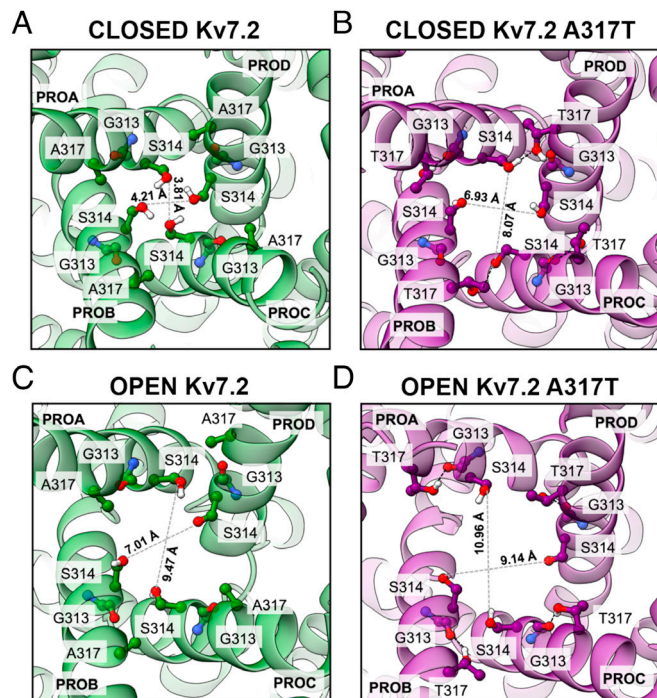 A
CLOSED Kv7.2
PROD
PROA
G313
A317
A317
S314
G313
4.21 Å
3.81 Å
S314
S314
G313
S314
G313
A317
A317
PROB
PROC
B
CLOSED Kv7.2 A317T
PROD
PROA
T317
G313
S314
T317
G313
6.93 Å
8.07 Å
S314
S314
G313
S314
T317
T317
G313
PROB
PROC
C
OPEN Kv7.2
PROA
A317
PROD
G313
S314
A317
G313
7.01 Å
9.47 Å
S314
S314
G313
A317
S314
G313
A317
PROB
PROC
D
OPEN Kv7.2 A317T
PROA
G313
PROD
T317
S314
T317
G313
10.96 Å
9.14 Å
S314
S314
G313
S314
T317
G313
T317
PROB
PROC